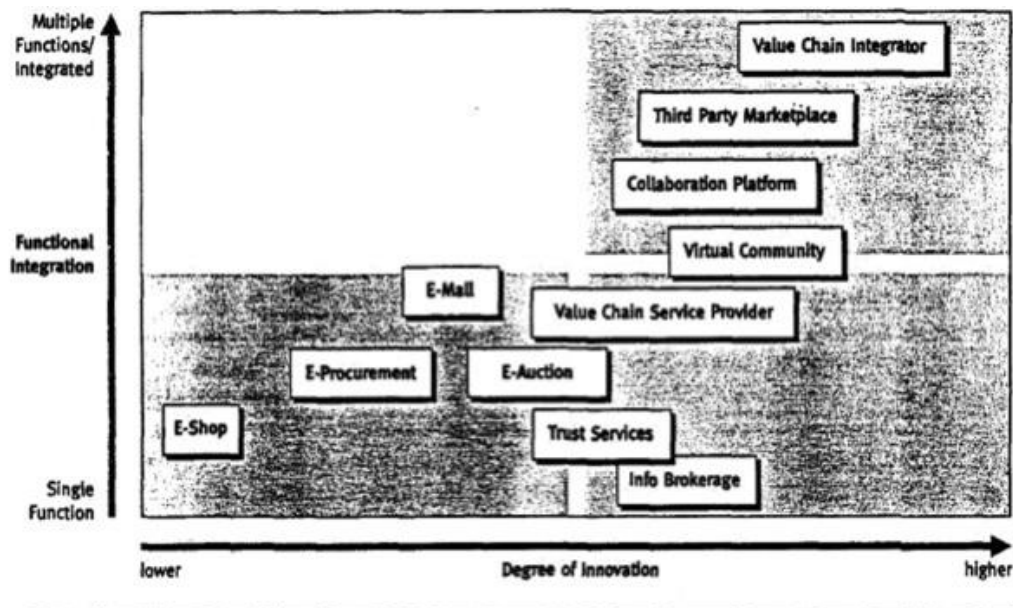 Multiple
Functions/
Integrated
Value Chain Integrator
Third Party Marketplace
Collaboration Platform
Functional
Integration
Virtual Community
E-Mall
Value Chain Service Provider
E-Procurement
E-Auction
E-Shop
Trust Services
Info Brokerage
Single
Function
lower
Degree of Innovation
higher